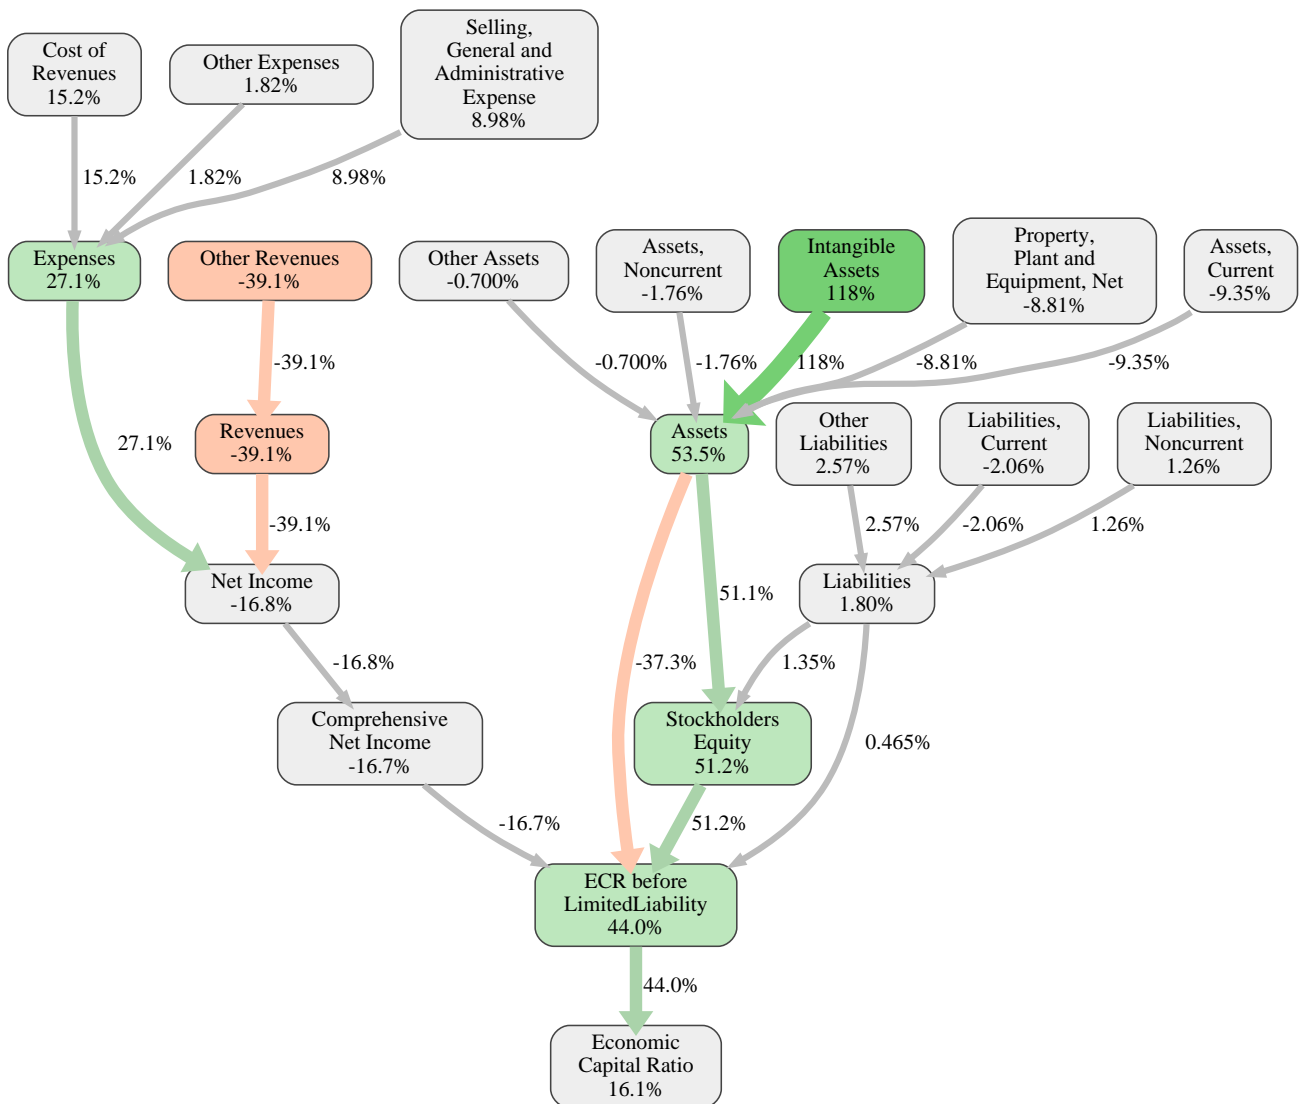 Cost of
Revenues
15.2%
Other Expenses
1.82%
Selling,
General and
Administrative
Expense
8.98%
15.2%
1.82%
8.98%
Expenses
27.1%
Other Revenues
-39.1%
Other Assets
-0.700%
Assets,
Noncurrent
-1.76%
Intangible
Assets
118%
Property,
Plant and
Equipment, Net
-8.81%
Assets,
Current
-9.35%
-39.1%
-0.700%
-1.76%
118%
-8.81%
-9.35%
27.1%
Revenues
-39.1%
Assets
53.5%
Other
Liabilities
2.57%
Liabilities,
Current
-2.06%
Liabilities,
Noncurrent
1.26%
-39.1%
2.57%
-2.06%
1.26%
Net Income
-16.8%
51.1%
Liabilities
1.80%
-16.8%
-37.3%
1.35%
Comprehensive
Net Income
-16.7%
Stockholders
Equity
51.2%
0.465%
-16.7%
51.2%
ECR before
LimitedLiability
44.0%
44.0%
Economic
Capital Ratio
16.1%